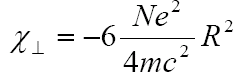 χ⊥ = −6 Ne²/4mc² R²